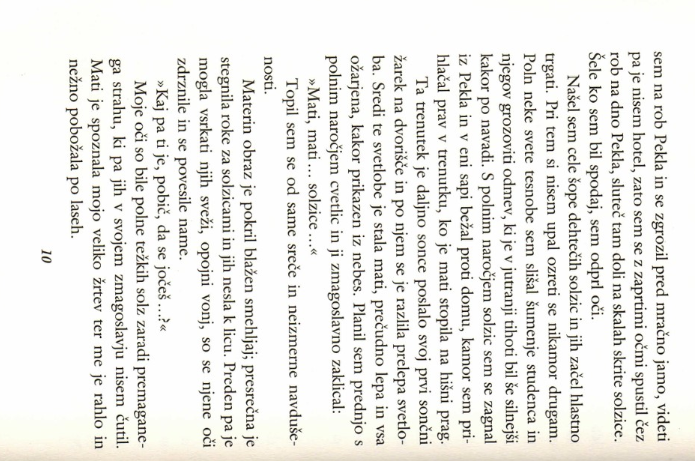 sem na rob Pekla in se zgrozil pred mračno jamo, videti
pa je nisem hotel, zato sem se z zaprtimi očmi spustil čez
rob na dno Pekla, sluteč tam doli na skalah skrite solzice.
Šele ko sem bil spodaj, sem odprl oči.
Našel sem cele šope dehtečih solzic in jih začel hlastno
trgati. Pri tem si nisem upal ozreti se nikamor drugam.
Poln neke svete tesnobe sem slišal šumenje studenca in
njegov grozoviti odmev, ki je v jutranji tihoti bil še silnejši
kakor po navadi. S polnim naročjem solzic sem se zagnal
iz Pekla in v eni sapi bežal proti domu, kamor sem pri-
hlačal prav v trenutku, ko je mati stopila na hišni prag.
Ta trenutek je daljno sonce poslalo svoj prvi sončni
žarek na dvorišče in po njem se je razlila prelepa svetlo-
ba. Sredi te svetlobe je stala mati, prečudno lepa in vsa
ožarjena, kakor prikazen iz nebes. Planil sem prednjo s
polnim naročjem cvetlic in ji zmagoslavno zaklical:
»Mati, mati… solzice…«
Topil sem se od same sreče in neizmerne navduše-
nosti.
Materin obraz je pokril blažen smehljaj; presrečna je
stegnila roke za solzicami in jih nesla k licu. Preden pa je
mogla vsrkati njih sveži, opojni vonj, so se njene oči
zdrznile in se povesile name.
»Kaj pa ti je, pobič, da se jočeš…?«
Moje oči so bile polne težkih solz zaradi premagane-
ga strahu, ki pa jih v svojem zmagoslavju nisem čutil.
Mati je spoznala mojo veliko žrtev ter me je rahlo in
nežno pobožala po laseh.
10